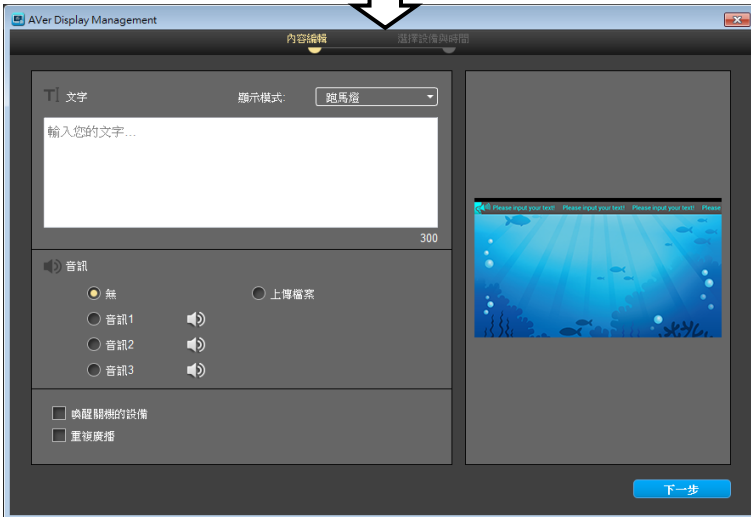 AVer Display Management
內容編輯 選擇設備與時間
文字 顯示模式: 跑馬燈
輸入您的文字...
300
Please input your text! Please input your text! Please input your text! Please
音訊
無 上傳檔案
音訊1
音訊2
音訊3
喚醒關機的設備
重複廣播
下一步